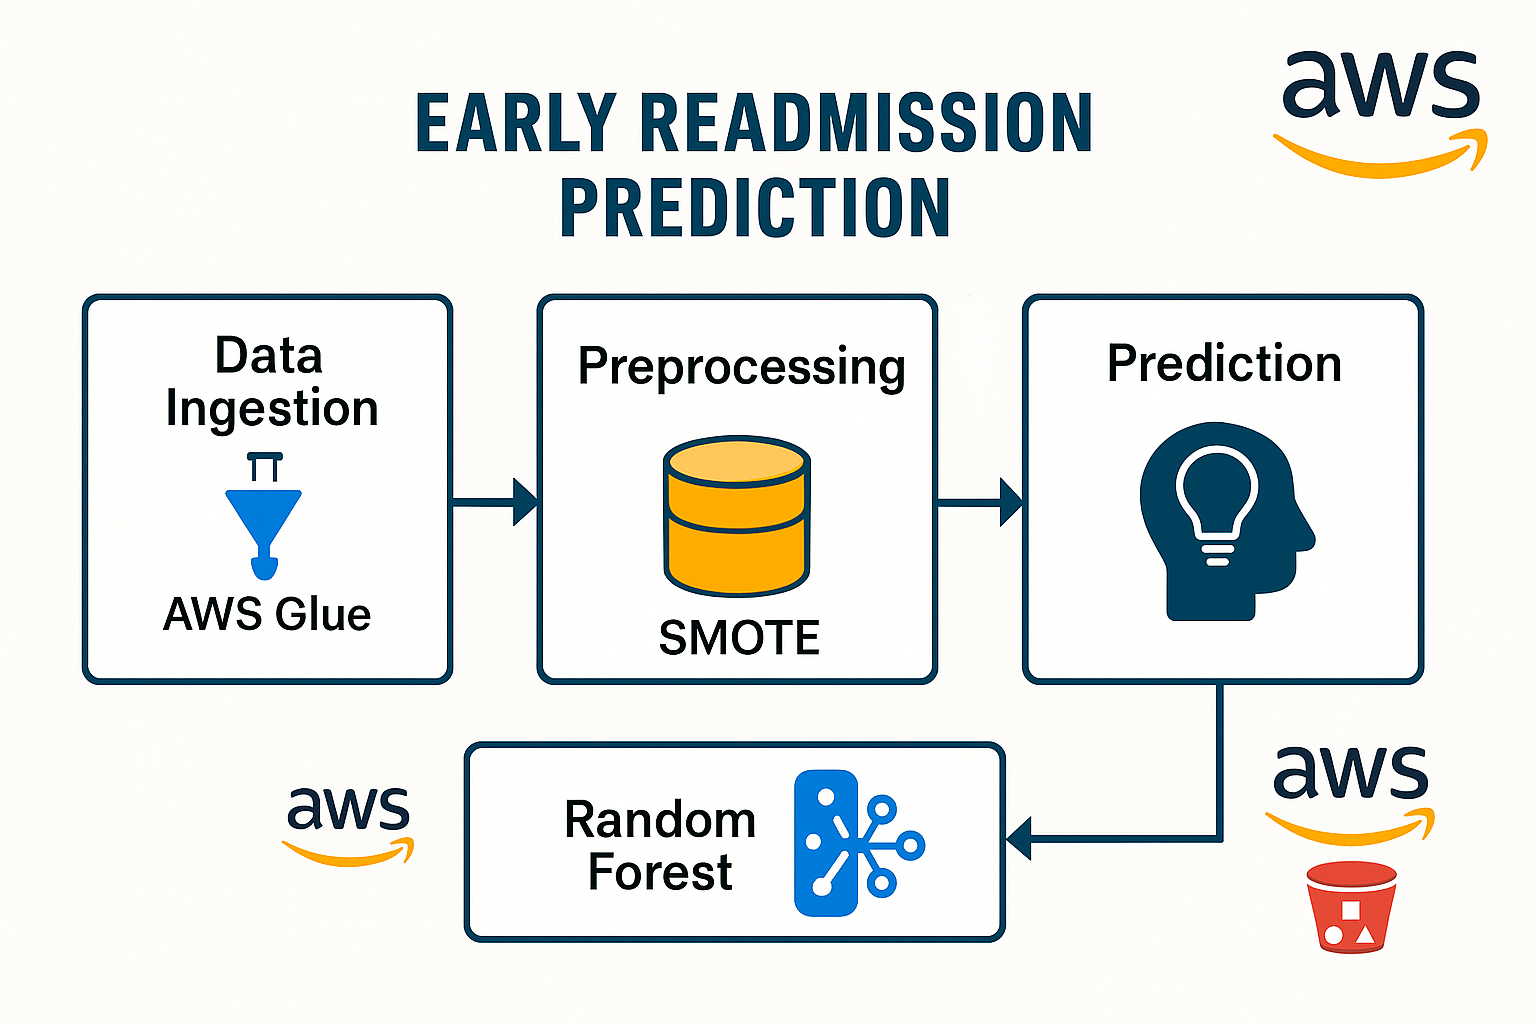 aws
EARLY READMISSION
PREDICTION
Data
Ingestion
AWS Glue
Preprocessing
SMOTE
Prediction
aws
Random
Forest
aws